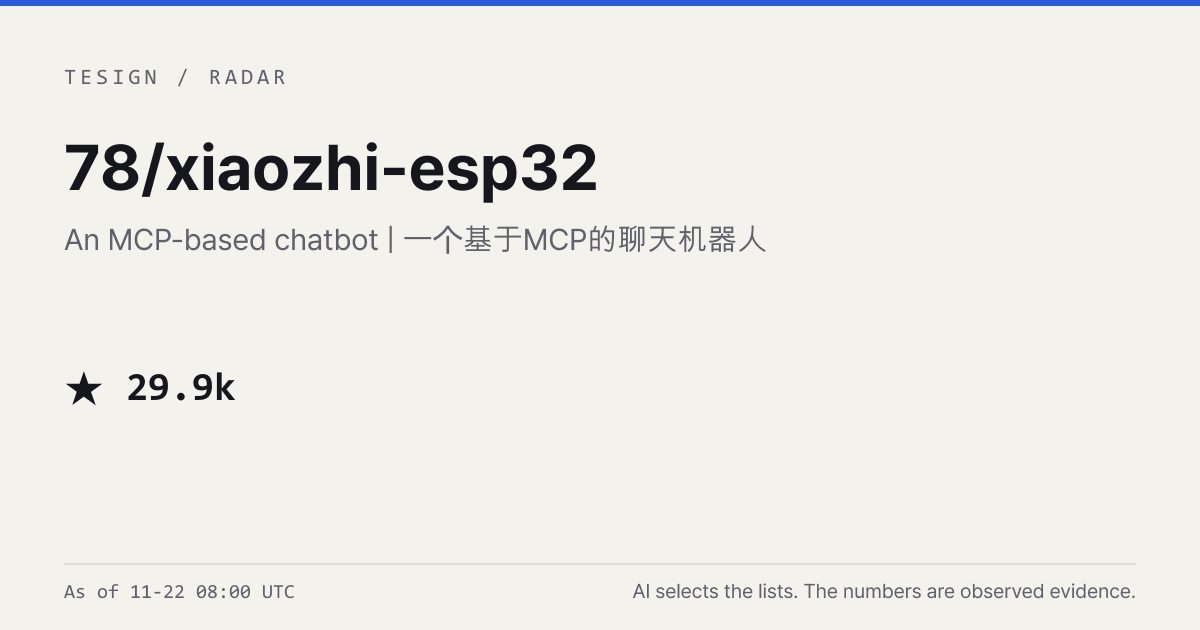 TESIGN / RADAR
78/xiaozhi-esp32
An MCP-based chatbot | 一个基于MCP的聊天机器人
★ 29.9k
As of 11-22 08:00 UTC
AI selects the lists. The numbers are observed evidence.